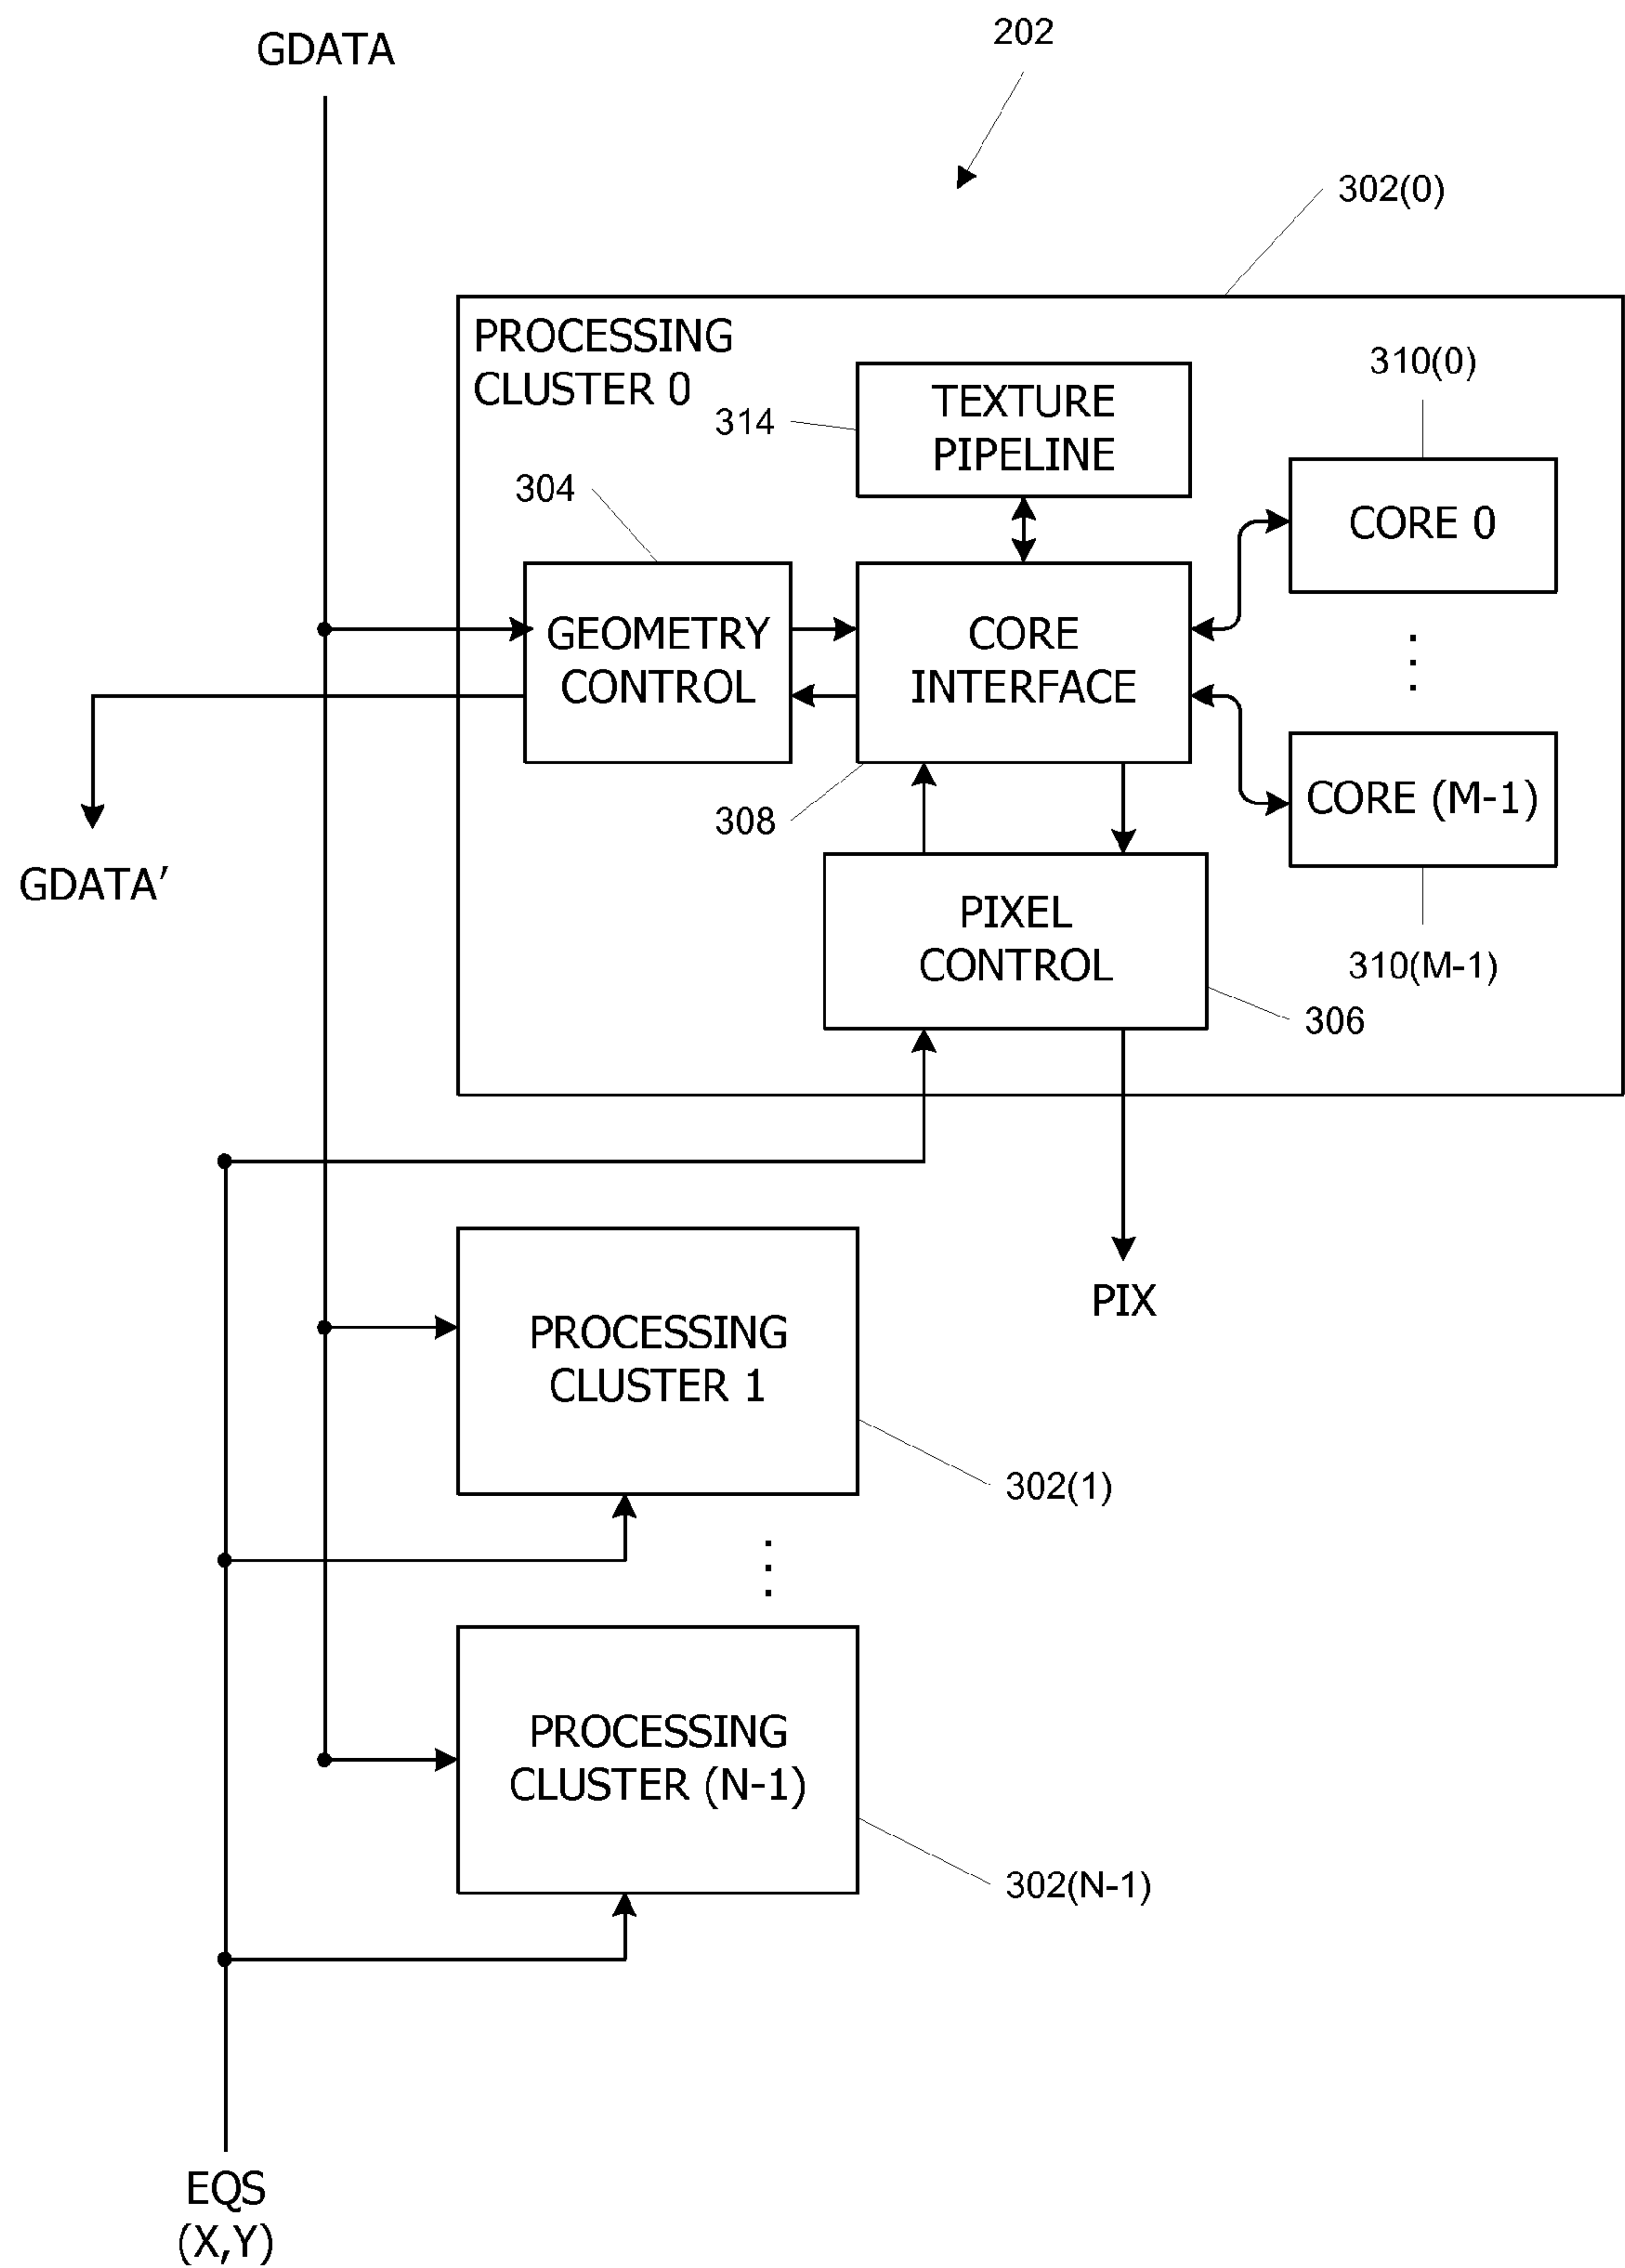 202
GDATA
302(0)
PROCESSING
CLUSTER 0
310(0)
TEXTURE
PIPELINE
314
304
CORE 0
GEOMETRY
CONTROL
CORE
INTERFACE
CORE (M-1)
308
GDATA'
PIXEL
CONTROL
310(M-1)
306
PIX
PROCESSING
CLUSTER 1
302(1)
PROCESSING
CLUSTER (N-1)
302(N-1)
EQS
(X,Y)